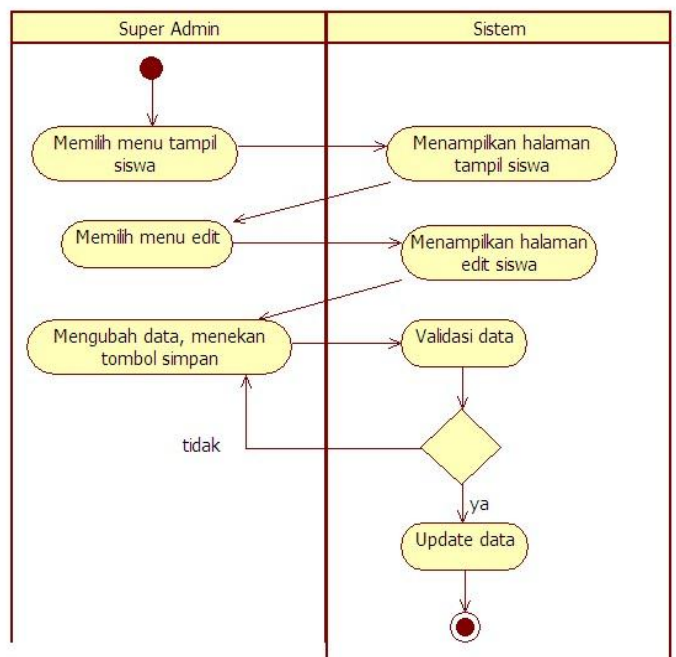 Super Admin
Sistem
Memilih menu tampil
siswa
Menampilkan halaman
tampil siswa
Memilih menu edit
Menampilkan halaman
edit siswa
Mengubah data, menekan
tombol simpan
Validasi data
tidak
ya
Update data